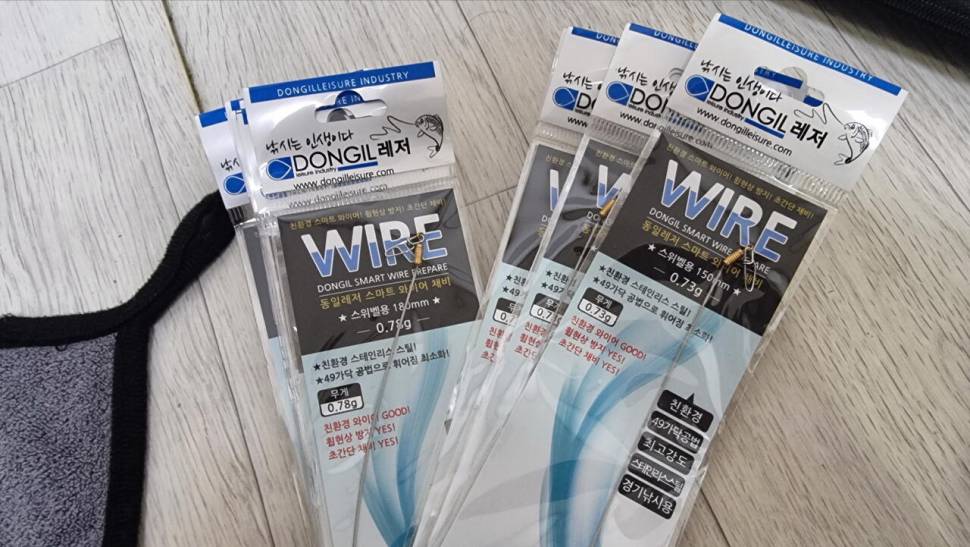 DONGILLEISURE INDUSTRY
낚시는 인생이다
DONGIL 레저
leisure industry
www.dongilleisure.com
www.dongilleisure.com
친환경 스마트 와이어! 휨현상 방지! 초간단 채비!
WIRE
DONGIL SMART WIRE PREPARE
동일레저 스마트 와이어 채비
★ 스위벨용 180mm ★
0.78g
★친환경 스테인리스 스틸!
★49가닥 공법으로 휘어짐 최소화!
무게
0.78g
친환경 와이어 GOOD!
휨현상 방지 YES!
초간단 채비 YES!
DONGILLEISURE INDUSTRY
낚시는 인생이다
DONGIL 레저
leisure industry
www.dongilleisure.com
친환경 스마트 와이어! 휨현상 방지! 초간단 채비!
WIRE
DONGIL SMART WIRE PREPARE
동일레저 스마트 와이어 채비
★ 스위벨용 150mm ★
0.73g
★친환경 스테인리스 스틸!
★49가닥 공법으로 휘어짐 최소화!
무게
0.73g
친환경 와이어 GOOD!
휨현상 방지 YES!
초간단 채비 YES!
친환경
49가닥공법
최고강도
스테인리스스틸
경기낚시용